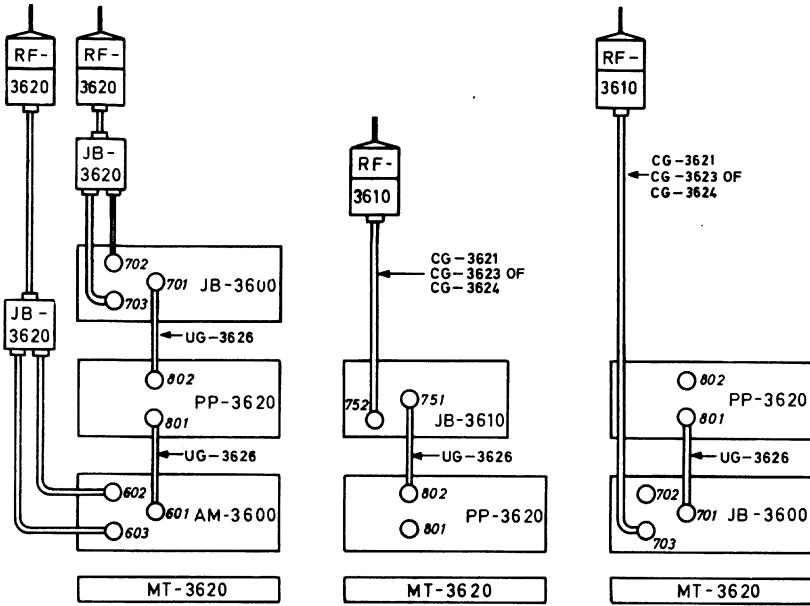 RF-
3620
RF-
3620
JB-
3620
702
701
JB-3600
703
JB-
3620
UG-3626
802
PP-3620
801
UG-3626
602
601
AM-3600
603
MT-3620
RF-
3610
CG-3621
CG-3623 OF
CG-3624
752
751
JB-3610
UG-3626
802
PP-3620
801
MT-3620
RF-
3610
CG-3621
CG-3623 OF
CG-3624
802
PP-3620
801
UG-3626
702
701
JB-3600
703
MT-3620